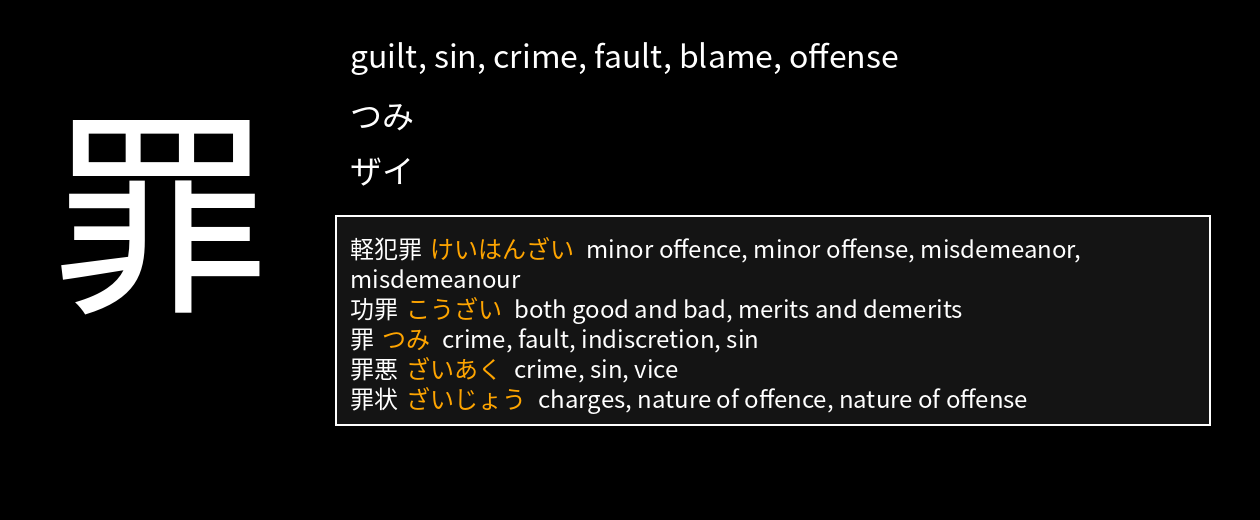 罪
guilt, sin, crime, fault, blame, offense
つみ
ザイ
軽犯罪 けいはんざい minor offence, minor offense, misdemeanor,
misdemeanour
功罪 こうざい both good and bad, merits and demerits
罪 つみ crime, fault, indiscretion, sin
罪悪 ざいあく crime, sin, vice
罪状 ざいじょう charges, nature of offence, nature of offense